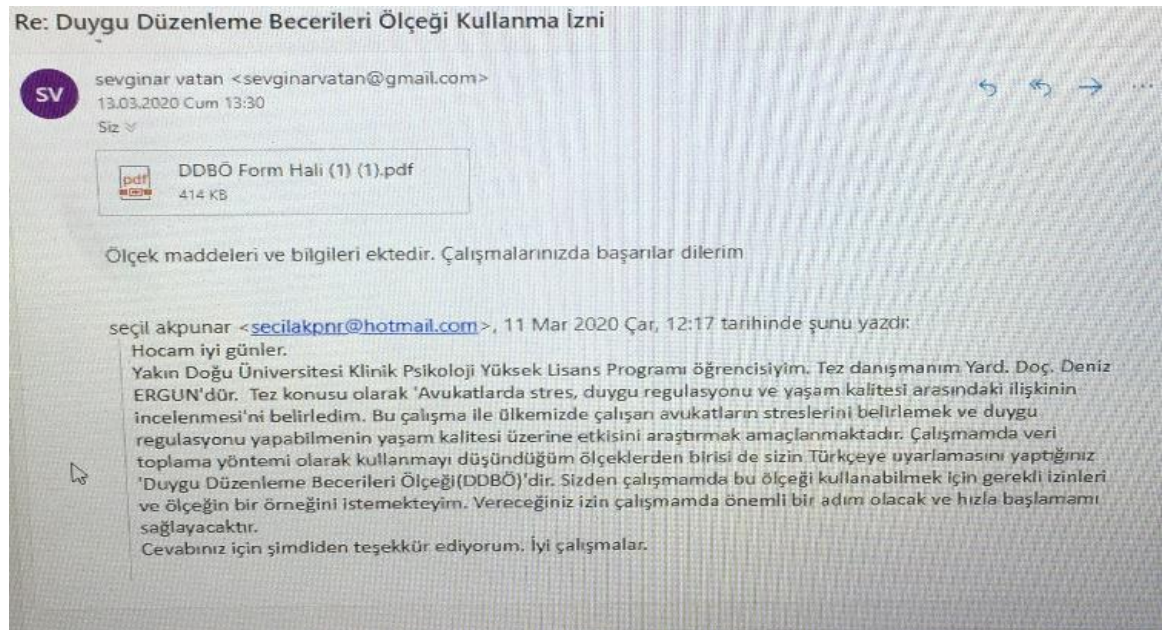 Re: Duygu Düzenleme Becerileri Ölçeği Kullanma İzni
SV
sevginar vatan <sevginarvatan@gmail.com>
13.03.2020 Cum 13:30
Siz
pdf
DDBÖ Form Hali (1) (1).pdf
414 KB
Ölçek maddeleri ve bilgileri ektedir. Çalışmalarınızda başarılar dilerim
seçil akpunar <secilakpnr@hotmail.com>, 11 Mar 2020 Çar, 12:17 tarihinde şunu yazdı:
Hocam iyi günler.
Yakın Doğu Üniversitesi Klinik Psikoloji Yüksek Lisans Programı öğrencisiyim. Tez danışmanım Yard. Doç. Deniz
ERGUN'dür. Tez konusu olarak 'Avukatlarda stres, duygu regulasyonu ve yaşam kalitesi arasındaki ilişkinin
incelenmesi'ni belirledim. Bu çalışma ile ülkemizde çalışan avukatların streslerini belirlemek ve duygu
regulasyonu yapabilmenin yaşam kalitesi üzerine etkisini araştırmak amaçlanmaktadır. Çalışmamda veri
toplama yöntemi olarak kullanmayı düşündüğüm ölçeklerden birisi de sizin Türkçeye uyarlamasını yaptığınız
'Duygu Düzenleme Becerileri Ölçeği(DDBÖ)'dir. Sizden çalışmamda bu ölçeği kullanabilmek için gerekli izinleri
ve ölçeğin bir örneğini istemekteyim. Vereceğiniz izin çalışmamda önemli bir adım olacak ve hızla başlamamı
sağlayacaktır.
Cevabınız için şimdiden teşekkür ediyorum. İyi çalışmalar.